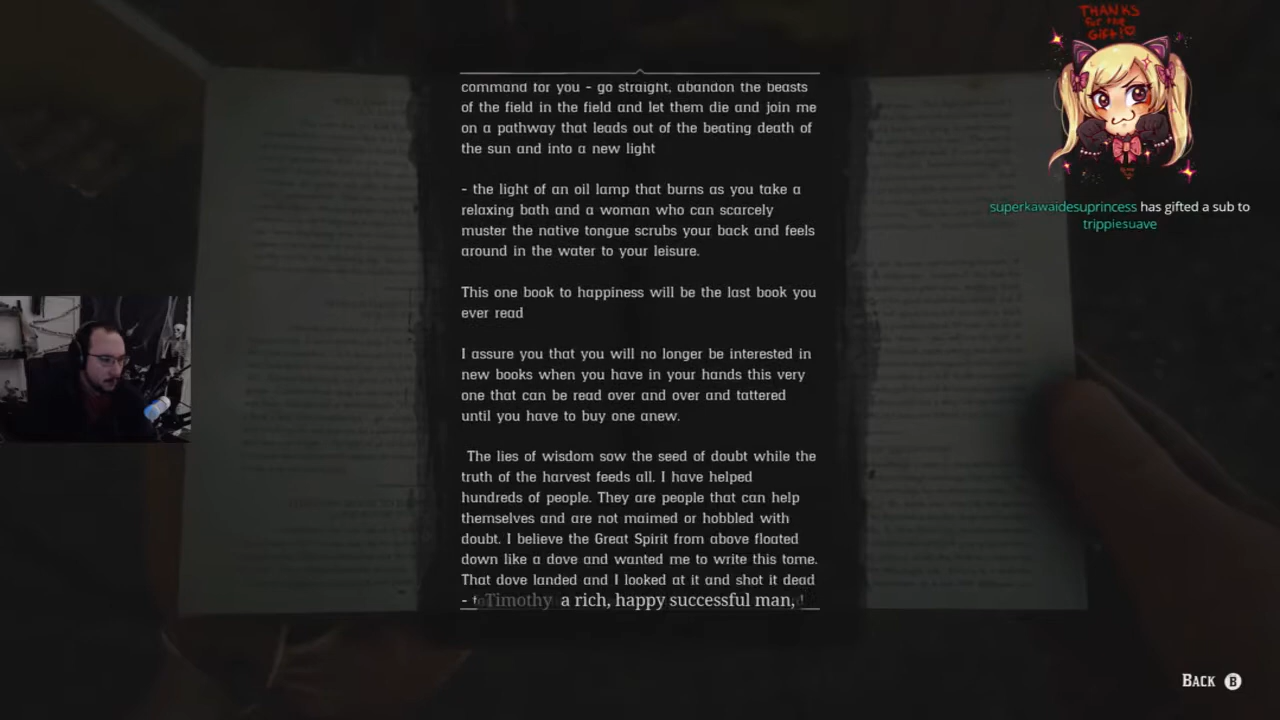 THANKS
for the
Gift!
superkawaidesuprincess has gifted a sub to
trippiesuave
command for you - go straight, abandon the beasts
of the field in the field and let them die and join me
on a pathway that leads out of the beating death of
the sun and into a new light
- the light of an oil lamp that burns as you take a
relaxing bath and a woman who can scarcely
muster the native tongue scrubs your back and feels
around in the water to your leisure.
This one book to happiness will be the last book you
ever read
I assure you that you will no longer be interested in
new books when you have in your hands this very
one that can be read over and over and tattered
until you have to buy one anew.
The lies of wisdom sow the seed of doubt while the
truth of the harvest feeds all. I have helped
hundreds of people. They are people that can help
themselves and are not maimed or hobbled with
doubt. I believe the Great Spirit from above floated
down like a dove and wanted me to write this tome.
That dove landed and I looked at it and shot it dead
Timothy a rich, happy successful man,
BACK B